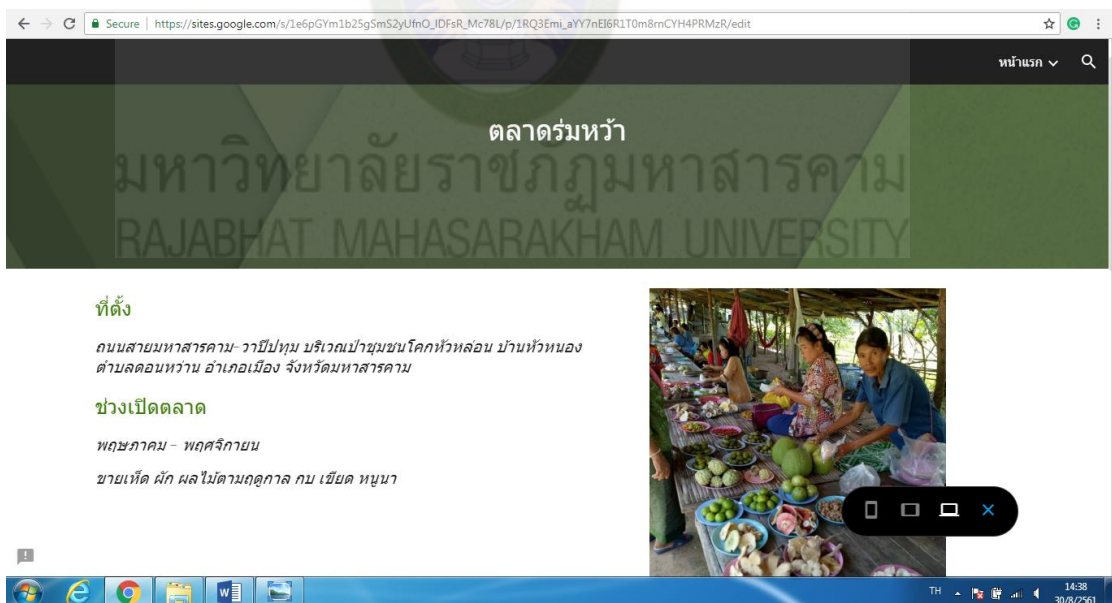 Secure | https://sites.google.com/s/1e6pGYm1b25gSmS2yUfnO_IDFsR_Mc78L/p/1RQ3Emi_aYY7nEI6R1T0m8rnCYH4PRMzR/edit
หน้าแรก
ตลาดร่มหว้า
มหาวิทยาลัยราชภัฏมหาสารคาม
RAJABHAT MAHASARAKHAM UNIVERSITY
ที่ตั้ง
ถนนสายมหาสารคาม-วาปีปทุม บริเวณป่าชุมชนโคกหัวหล่อน บ้านหัวหนอง
ตำบลดอนหว่าน อำเภอเมือง จังหวัดมหาสารคาม
ช่วงเปิดตลาด
พฤษภาคม - พฤศจิกายน
ขายเห็ด ผัก ผลไม้ตามฤดูกาล กบ เขียด หนูนา
TH
14:38
30/8/2561